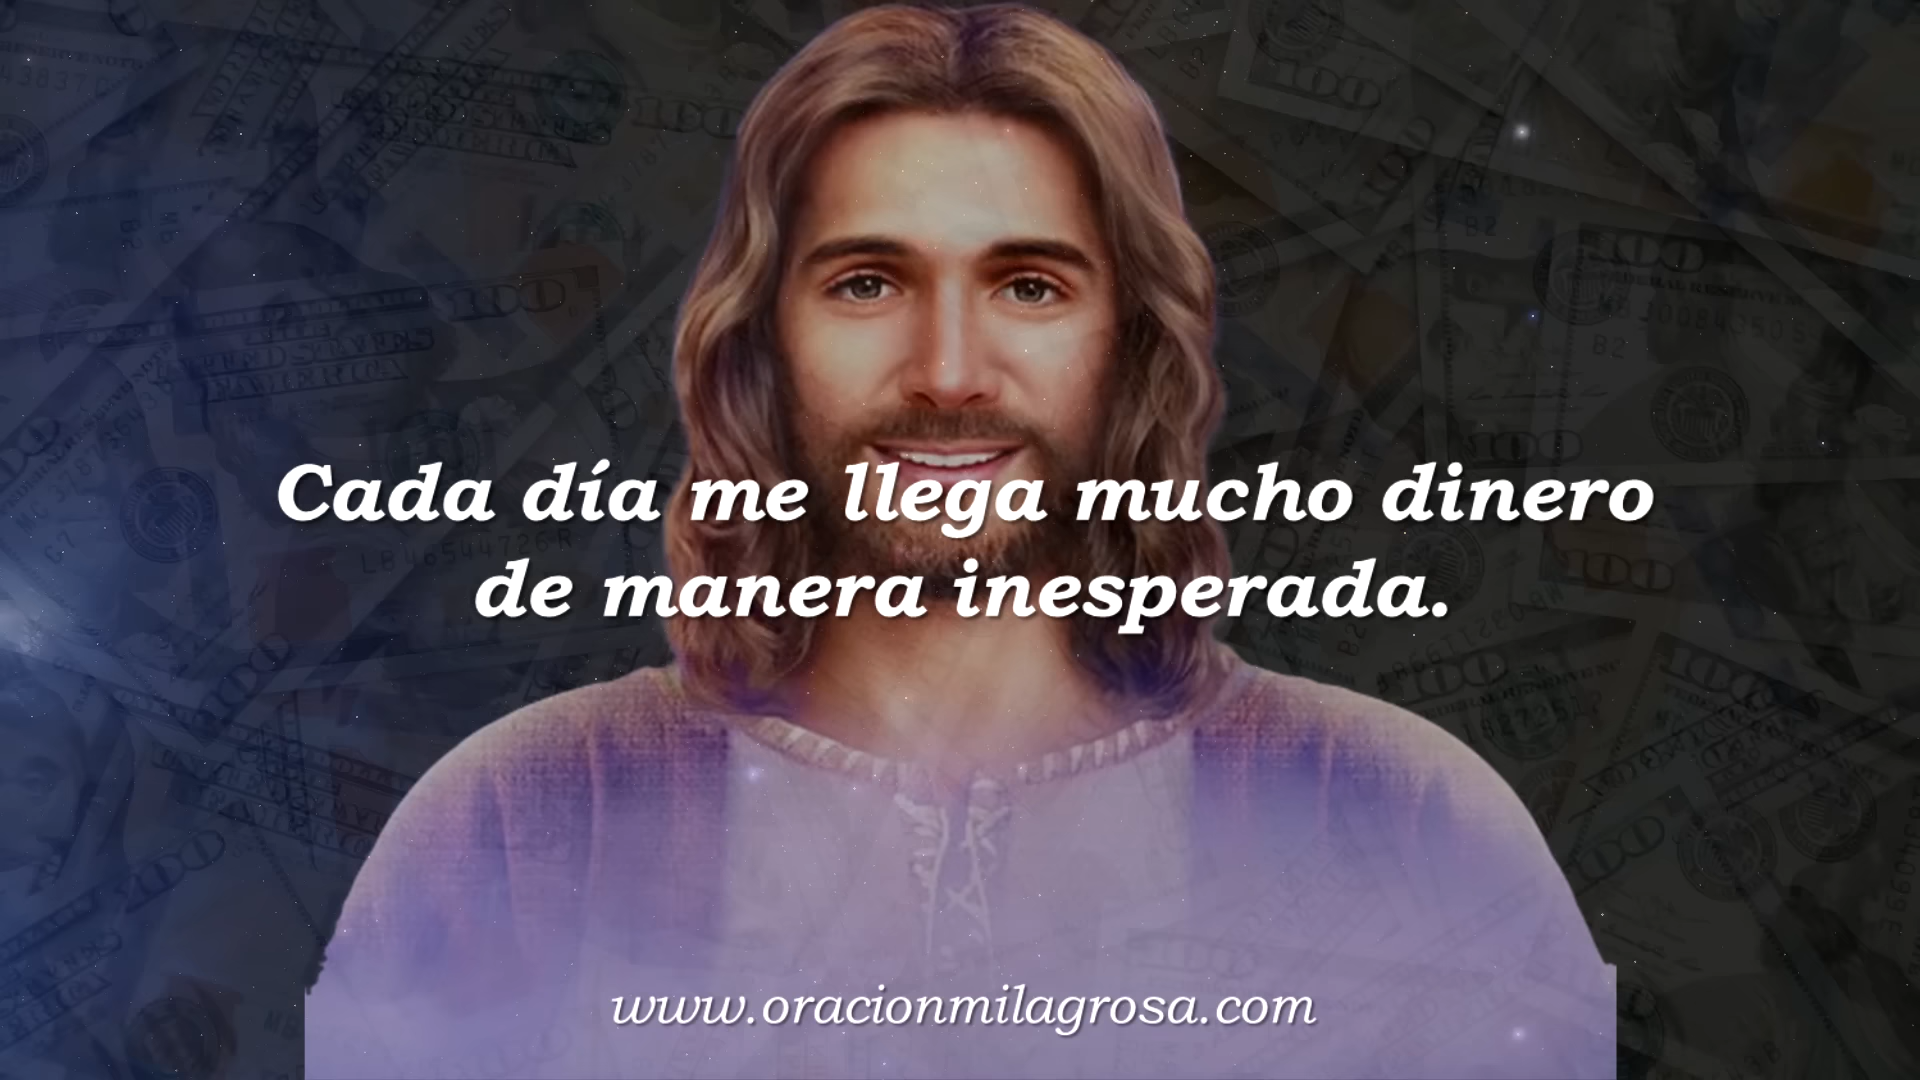 Cada día me llega mucho dinero
de manera inesperada.
www.oracionmilagrosa.com